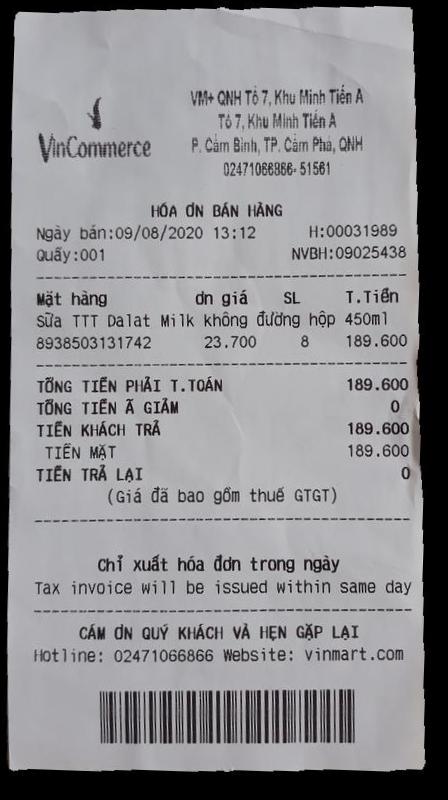 VinCommerce
VM+ QNH Tổ 7, Khu Minh Tiến A
Tổ 7, Khu Minh Tiến A
P. Cẩm Bình, TP. Cẩm Phả, QNH
02471066866-51561
HÓA ƠN BÁN HÀNG
Ngày bán:09/08/2020 13:12 H:00031989
Quầy:001 NVBH:09025438
Mặt hàng ơn giá SL T.Tiền
Sữa TTT Dalat Milk không đường hộp 450ml
8938503131742 23.700 8 189.600
TỔNG TIỀN PHẢI T.TOÁN 189.600
TỔNG TIỀN Ã GIẢM 0
TIỀN KHÁCH TRẢ 189.600
TIỀN MẶT 189.600
TIỀN TRẢ LẠI 0
(Giá đã bao gồm thuế GTGT)
Chỉ xuất hóa đơn trong ngày
Tax invoice will be issued within same day
CÁM ƠN QUÝ KHÁCH VÀ HẸN GẶP LẠI
Hotline: 02471066866 Website: vinmart.com